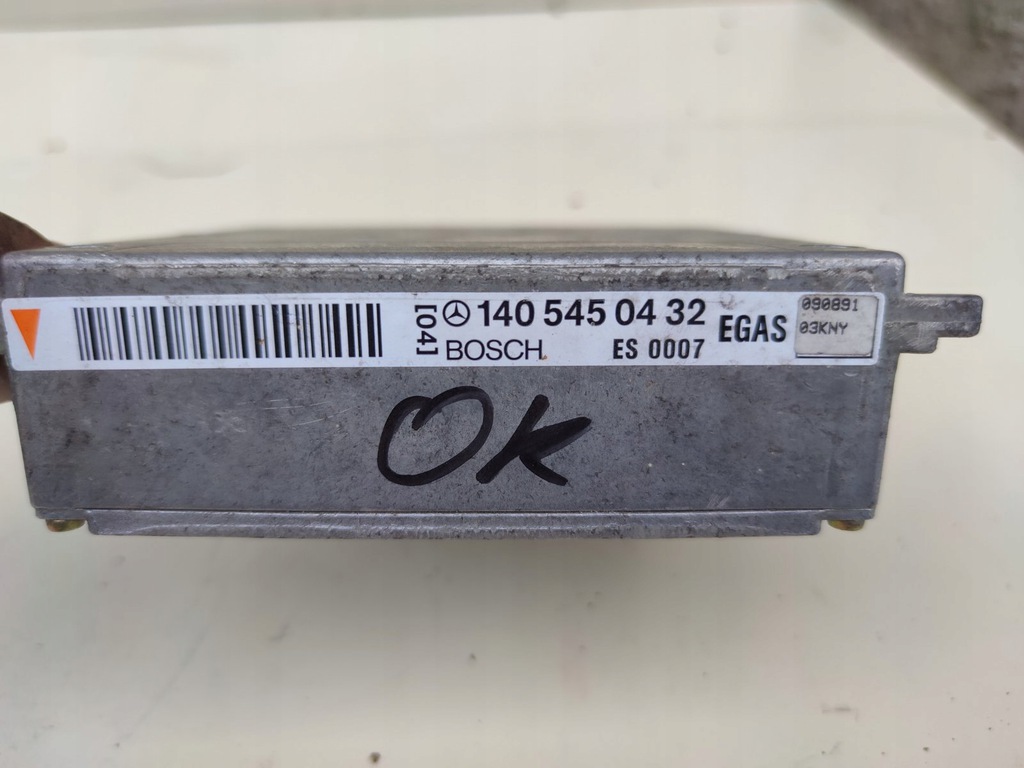 [04]
140 545 04 32
BOSCH
ES 0007
EGAS
090891
03KNY
OK